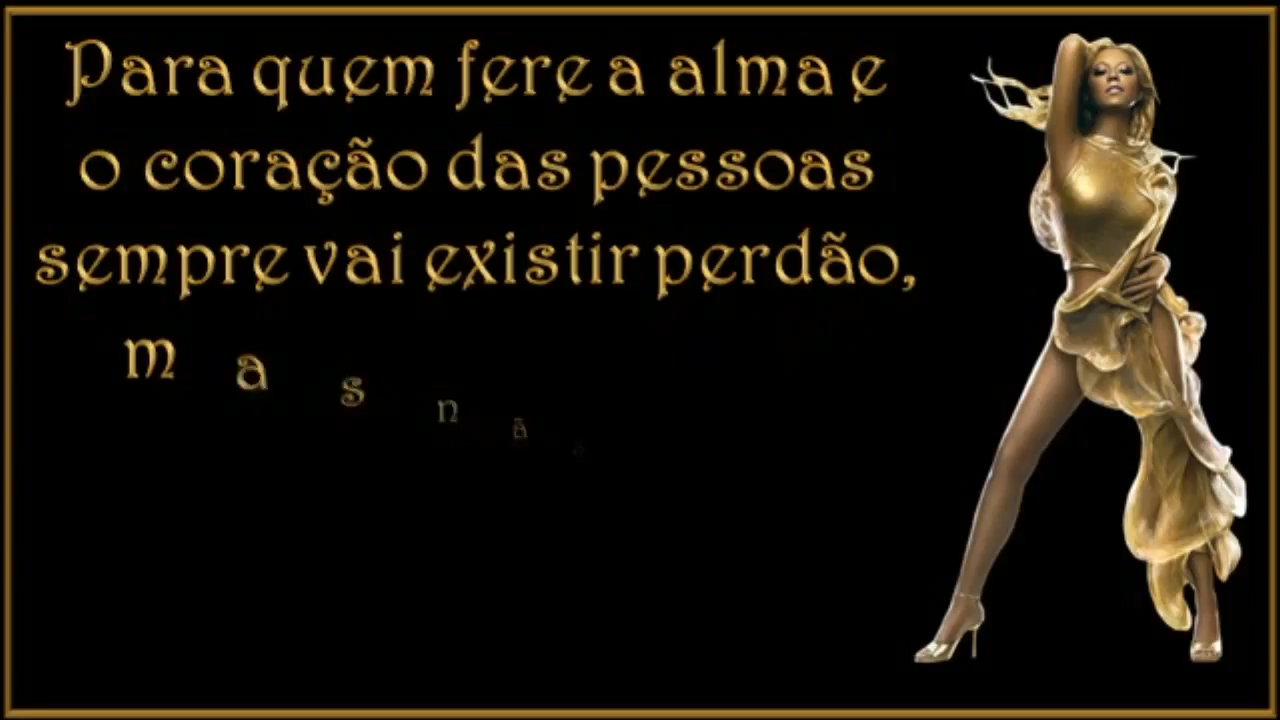 Para quem fere a alma e
o coração das pessoas
sempre vai existir perdão,
mas nã